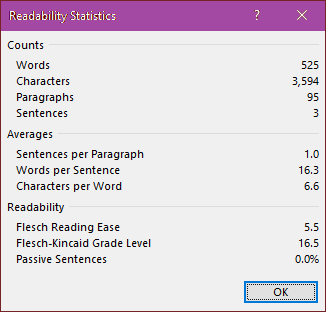 Readability Statistics ? ×
Counts
Words 525
Characters 3,594
Paragraphs 95
Sentences 3
Averages
Sentences per Paragraph 1.0
Words per Sentence 16.3
Characters per Word 6.6
Readability
Flesch Reading Ease 5.5
Flesch-Kincaid Grade Level 16.5
Passive Sentences 0.0%
OK